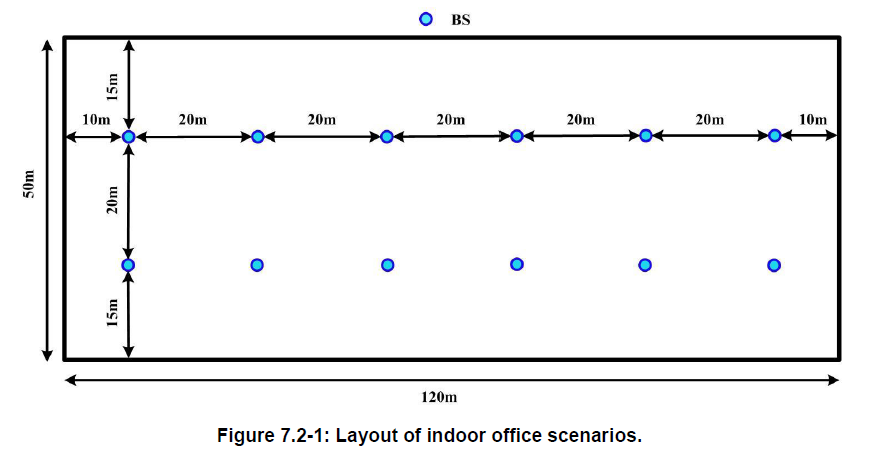 BS
15m
10m
20m
20m
20m
20m
20m
10m
50m
20m
15m
120m
Figure 7.2-1: Layout of indoor office scenarios.